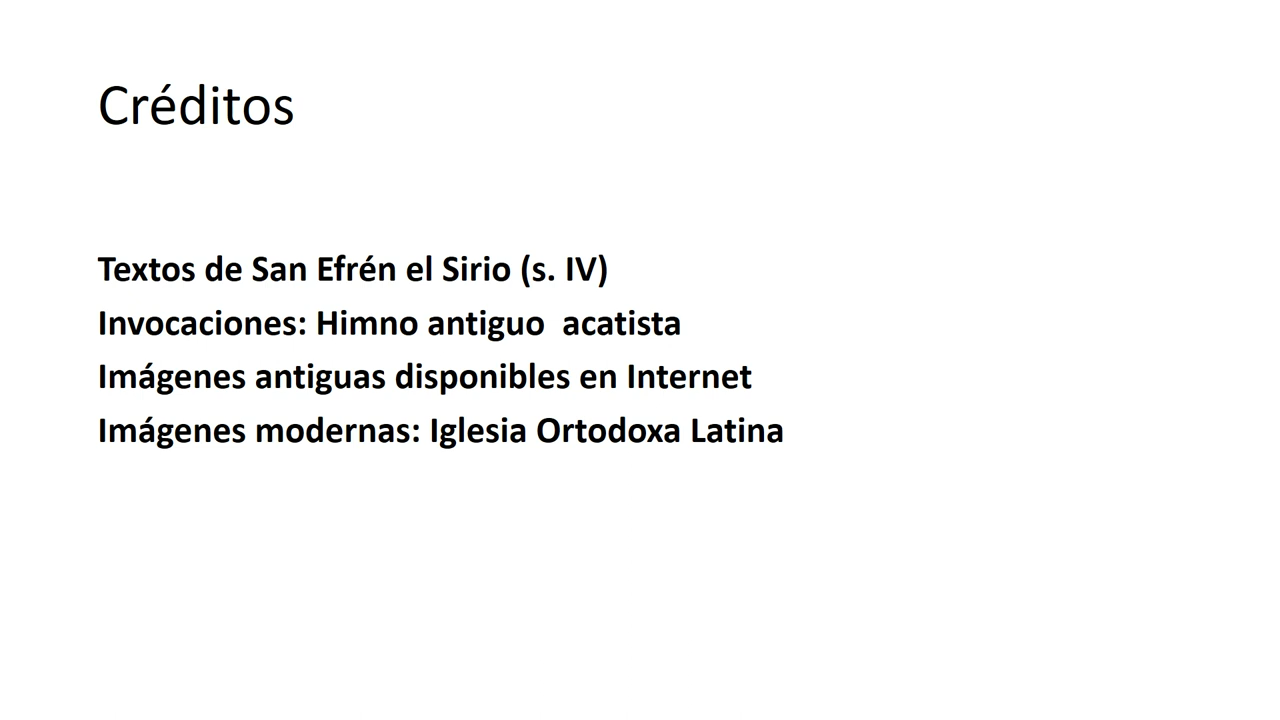 Créditos
Textos de San Efrén el Sirio (s. IV)
Invocaciones: Himno antiguo  acatista
Imágenes antiguas disponibles en Internet
Imágenes modernas: Iglesia Ortodoxa Latina